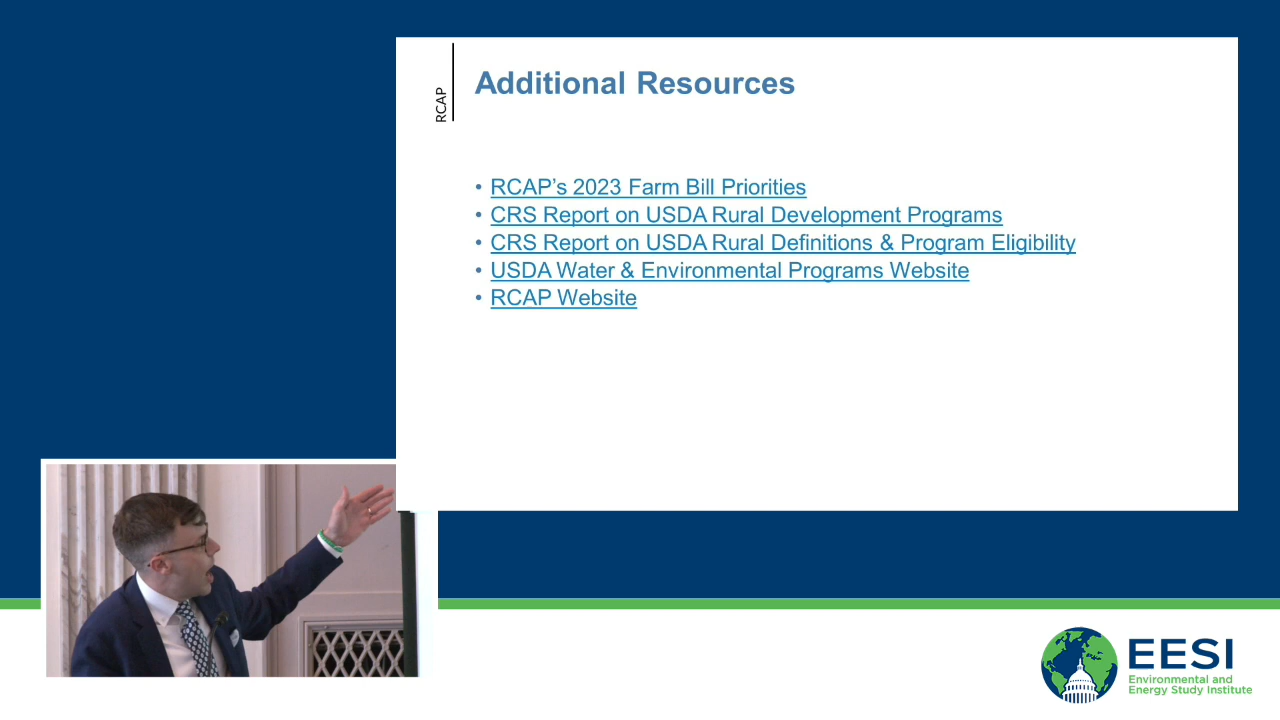 RCAP
Additional Resources
• RCAP’s 2023 Farm Bill Priorities
• CRS Report on USDA Rural Development Programs
• CRS Report on USDA Rural Definitions & Program Eligibility
• USDA Water & Environmental Programs Website
• RCAP Website
EESI
Environmental and
Energy Study Institute